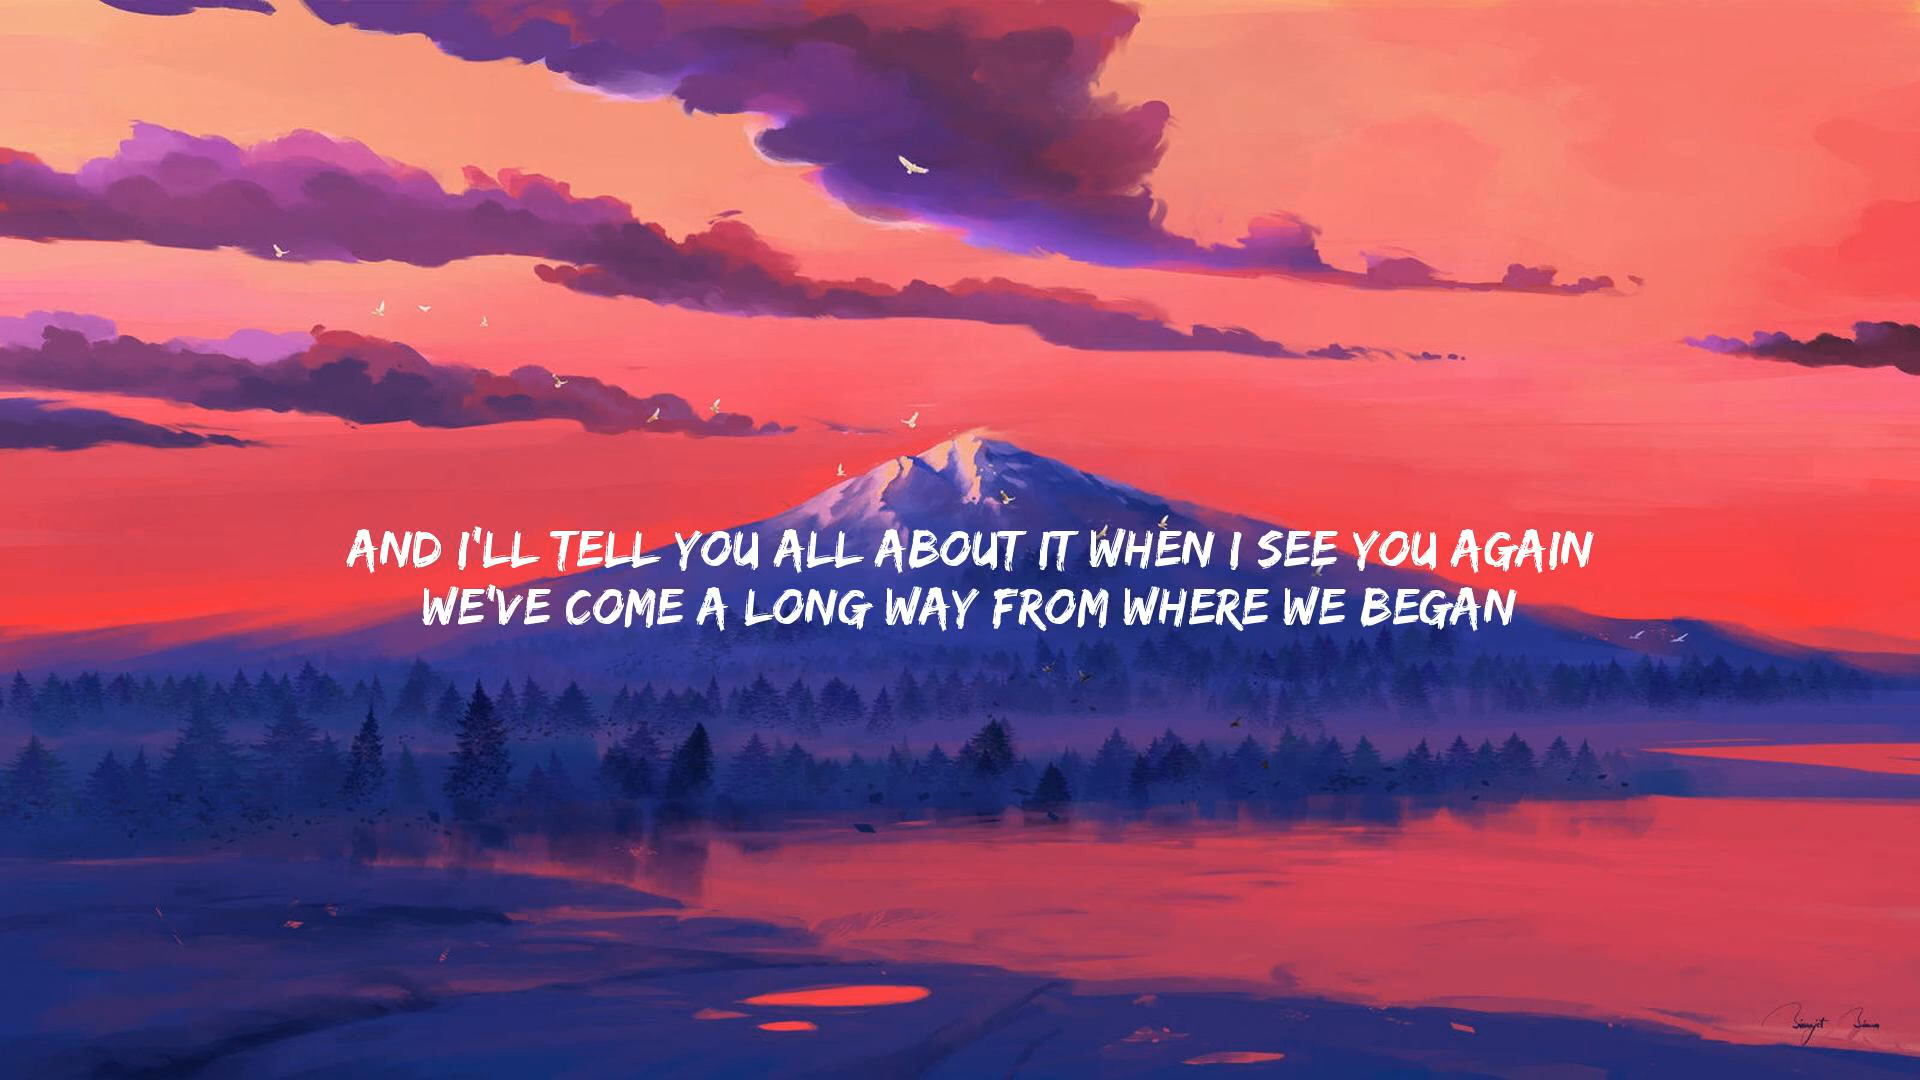 AND I'LL TELL YOU ALL ABOUT IT WHEN I SEE YOU AGAIN
WE'VE COME A LONG WAY FROM WHERE WE BEGAN